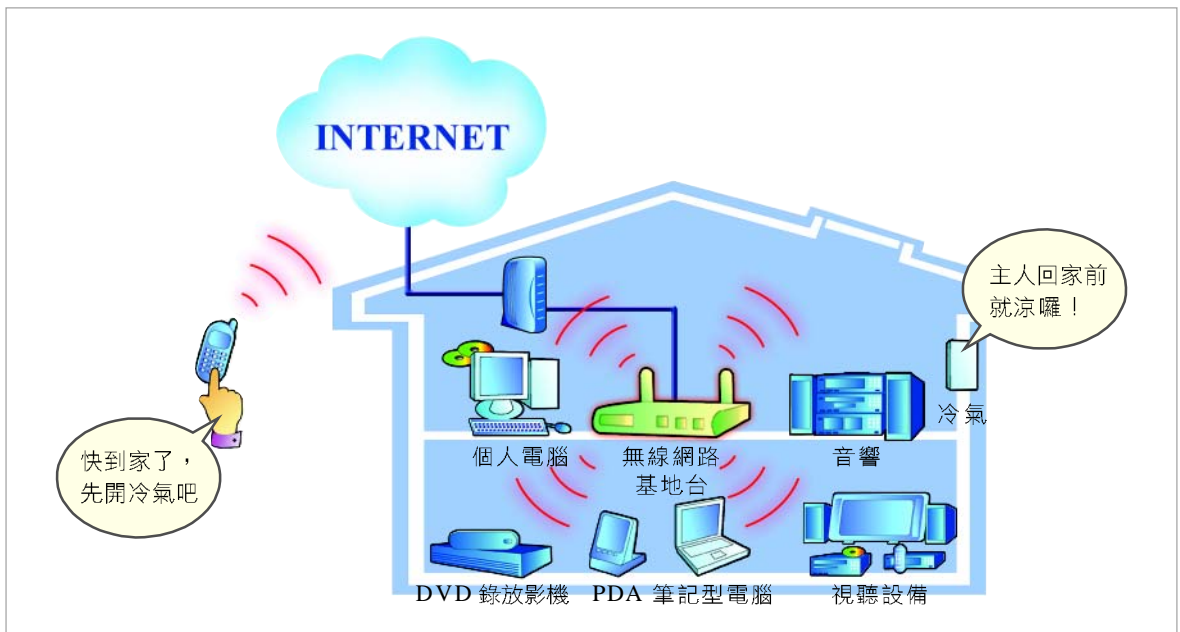 INTERNET
主人回家前
就涼囉！
冷氣
快到家了，
先開冷氣吧
個人電腦
無線網路
基地台
音響
DVD 錄放影機
PDA
筆記型電腦
視聽設備